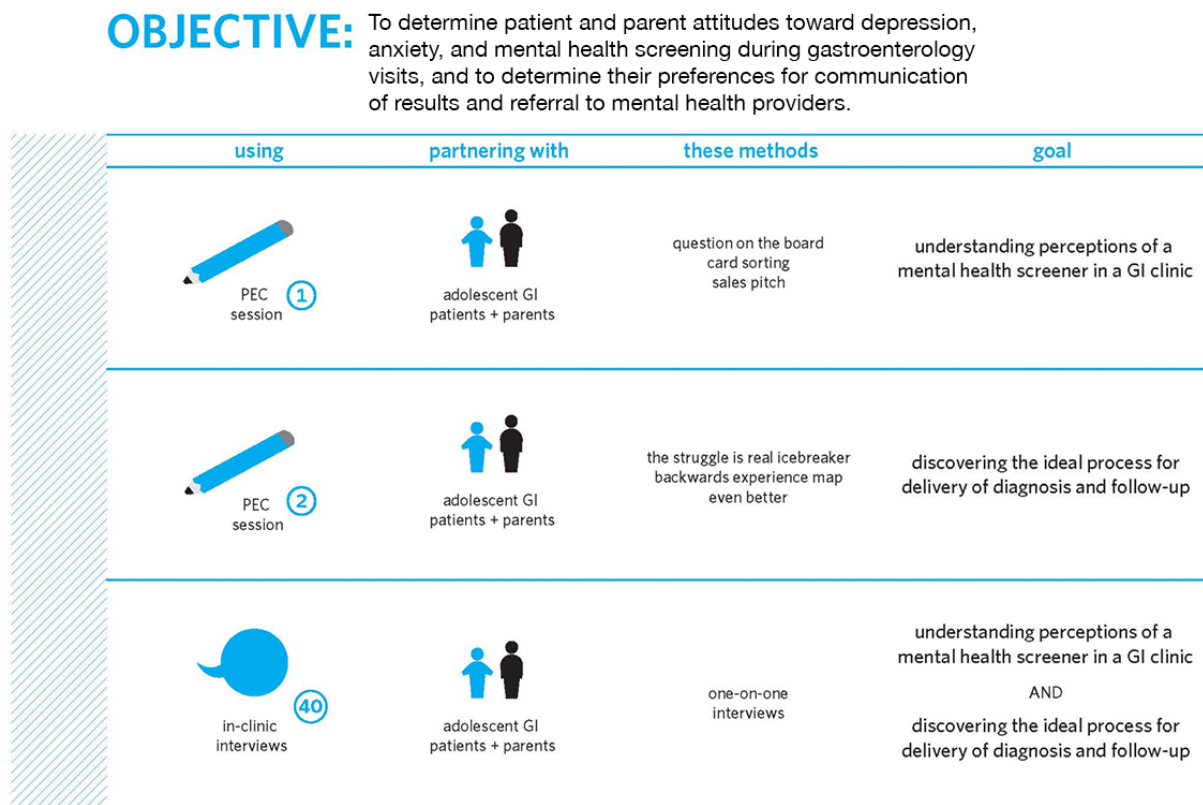 OBJECTIVE: To determine patient and parent attitudes toward depression,
anxiety, and mental health screening during gastroenterology
visits, and to determine their preferences for communication
of results and referral to mental health providers.
using partnering with these methods goal
PEC
session
1
adolescent GI
patients + parents
question on the board
card sorting
sales pitch
understanding perceptions of a
mental health screener in a GI clinic
PEC
session
2
adolescent GI
patients + parents
the struggle is real icebreaker
backwards experience map
even better
discovering the ideal process for
delivery of diagnosis and follow-up
40
in-clinic
interviews
adolescent GI
patients + parents
one-on-one
interviews
understanding perceptions of a
mental health screener in a GI clinic
AND
discovering the ideal process for
delivery of diagnosis and follow-up